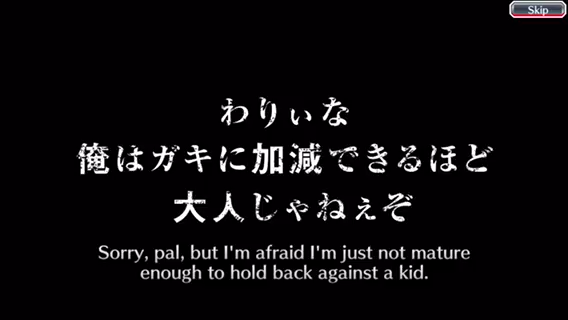 Skip
わりぃな
俺はガキに加減できるほど
大人じゃねぇぞ
Sorry, pal, but I'm afraid I'm just not mature
enough to hold back against a kid.